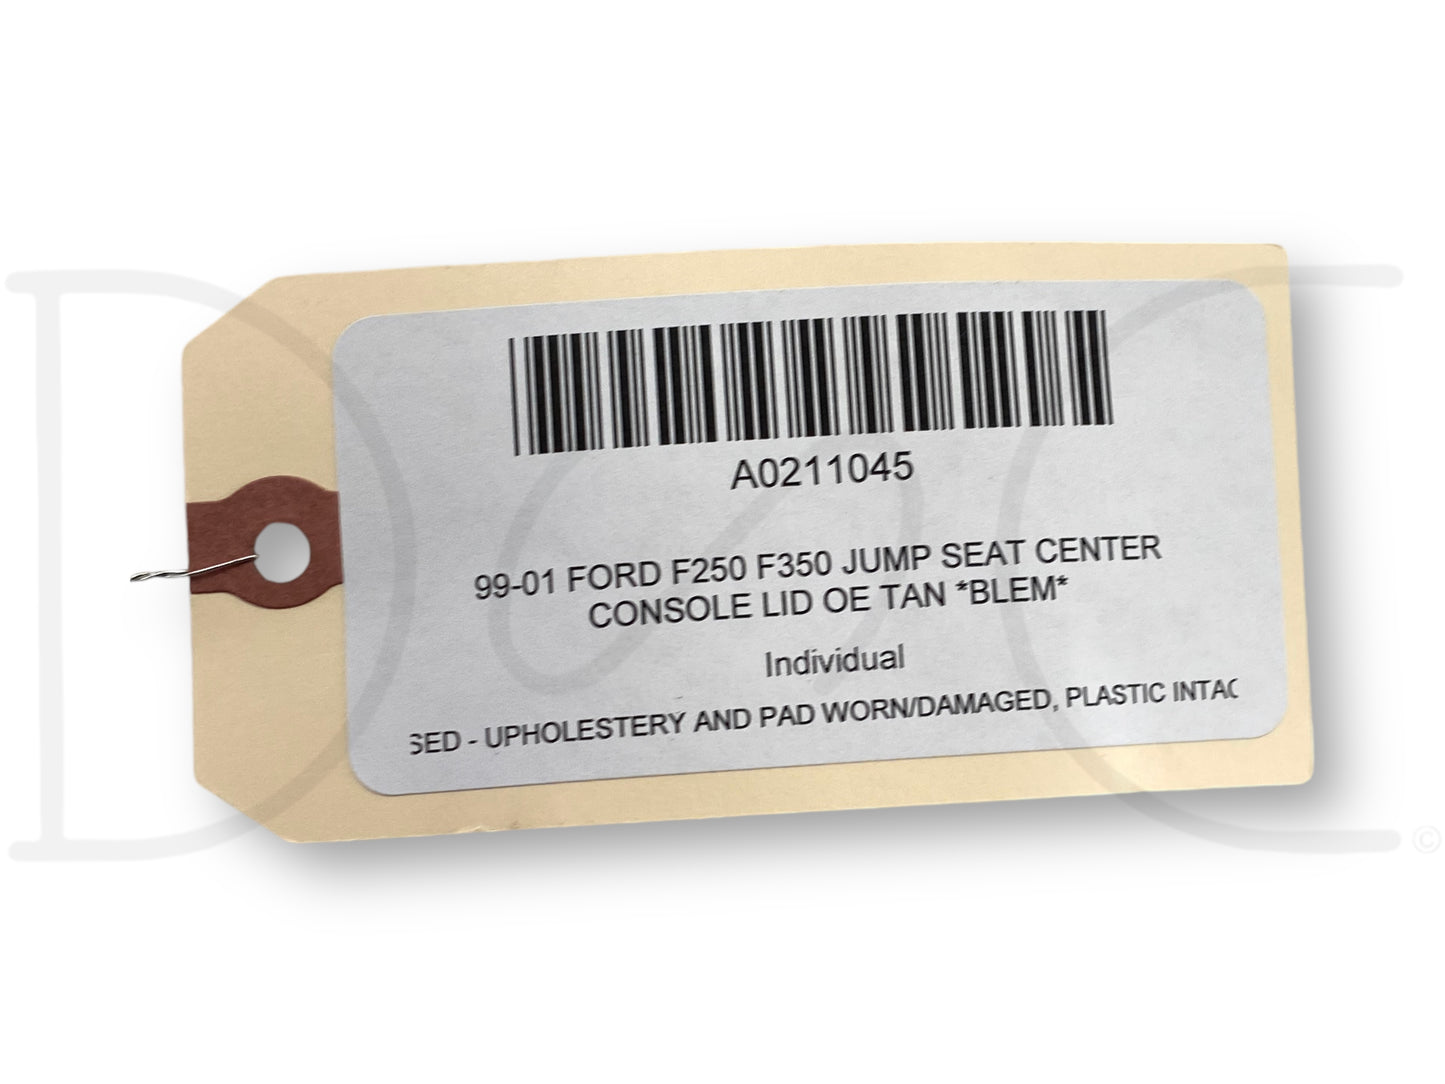 A0211045
99-01 FORD F250 F350 JUMP SEAT CENTER
CONSOLE LID OE TAN *BLEM*
Individual
SED - UPHOLESTERY AND PAD WORN/DAMAGED, PLASTIC INTAC
D C ©